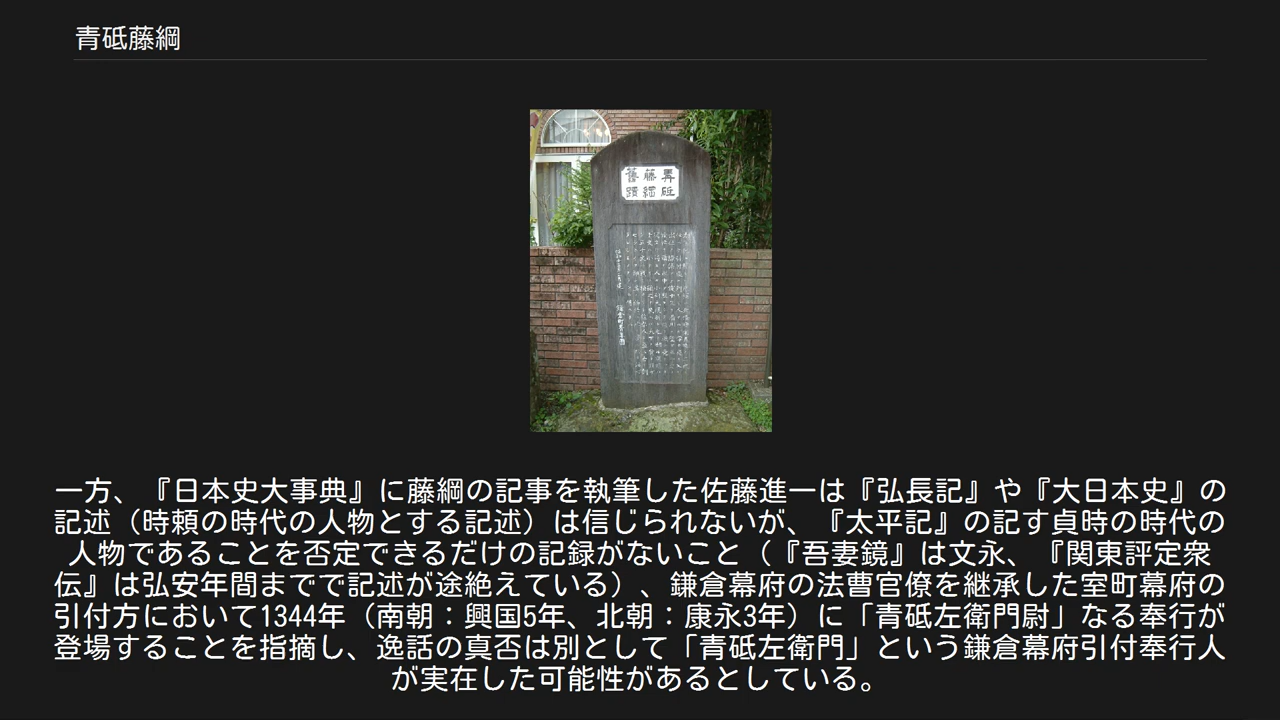 青砥藤綱
青砥
藤綱
舊蹟
一方、『日本史大事典』に藤綱の記事を執筆した佐藤進一は『弘長記』や『大日本史』の
記述（時頼の時代の人物とする記述）は信じられないが、『太平記』の記す貞時の時代の
人物であることを否定できるだけの記録がないこと（『吾妻鏡』は文永、『関東評定衆
伝』は弘安年間までで記述が途絶えている）、鎌倉幕府の法曹官僚を継承した室町幕府の
引付方において1344年（南朝：興国5年、北朝：康永3年）に「青砥左衛門尉」なる奉行が
登場することを指摘し、逸話の真否は別として「青砥左衛門」という鎌倉幕府引付奉行人
が実在した可能性があるとしている。